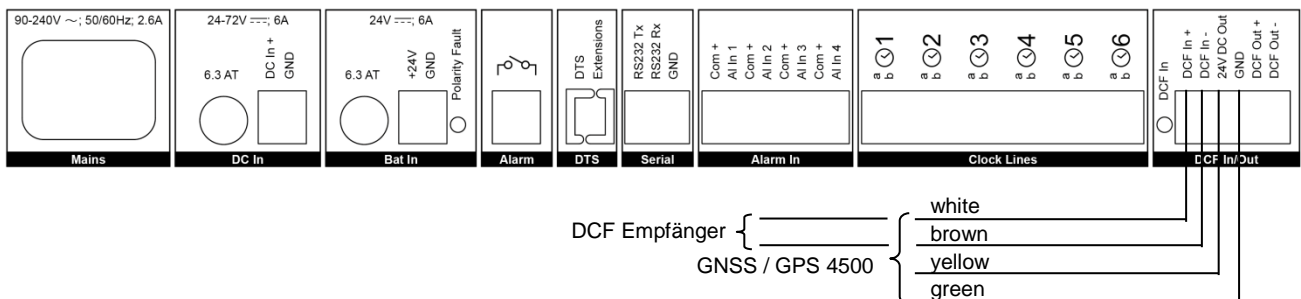 90-240V ~; 50/60Hz; 2.6A
Mains
24-72V ⎓; 6A
6.3 AT
DC In +
GND
DC In
24V ⎓; 6A
6.3 AT
+24V
GND
Polarity Fault
Bat In
Alarm
DTS
Extensions
DTS
RS232 Tx
RS232 Rx
GND
Serial
Com +
Al In 1
Com +
Al In 2
Com +
Al In 3
Com +
Al In 4
Alarm In
a b 1
a b 2
a b 3
a b 4
a b 5
a b 6
Clock Lines
DCF In
DCF In +
DCF In -
24V DC Out
GND
DCF Out +
DCF Out -
DCF In/Out
white
DCF Empfänger
brown
GNSS / GPS 4500
yellow
green